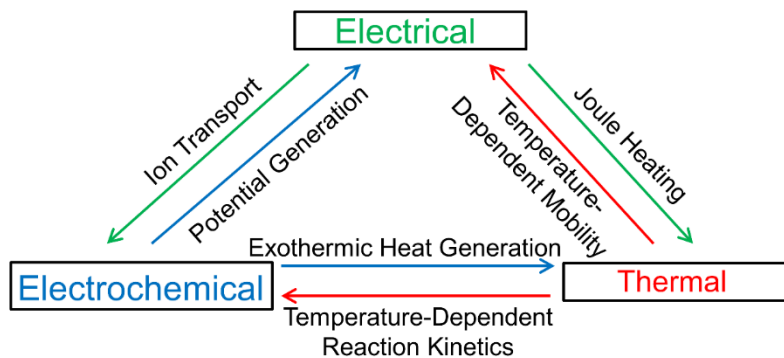 Electrical
Ion Transport
Potential Generation
Temperature-
Dependent Mobility
Joule Heating
Exothermic Heat Generation
Electrochemical
Thermal
Temperature-Dependent
Reaction Kinetics